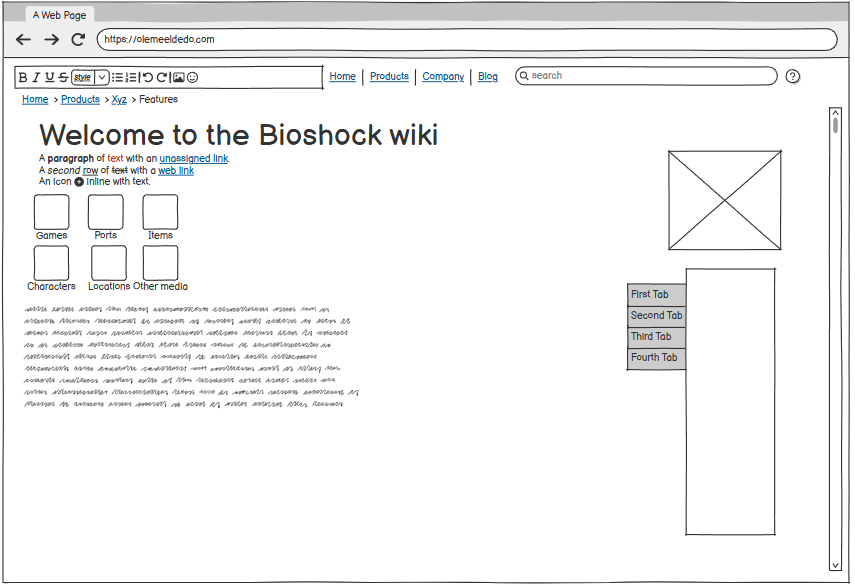 A Web Page
https://olemeeldedo.com
B I U S style
Home Products Company Blog search ?
Home > Products > Xyz > Features
Welcome to the Bioshock wiki
A paragraph of text with an unassigned link.
A second row of text with a web link
An icon inline with text.
Games Ports Items
Characters Locations Other media
First Tab
Second Tab
Third Tab
Fourth Tab